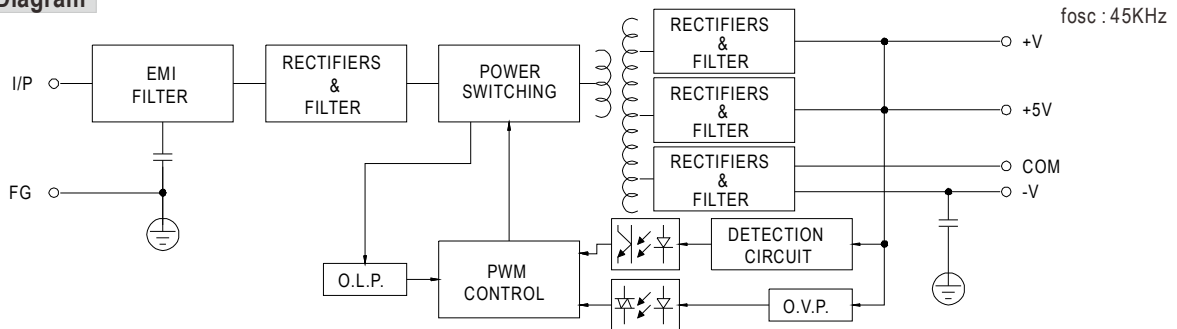 Diagram
fosc : 45KHz
I/P
EMI
FILTER
RECTIFIERS
&
FILTER
POWER
SWITCHING
RECTIFIERS
&
FILTER
+V
RECTIFIERS
&
FILTER
+5V
RECTIFIERS
&
FILTER
COM
-V
FG
O.L.P.
PWM
CONTROL
DETECTION
CIRCUIT
O.V.P.